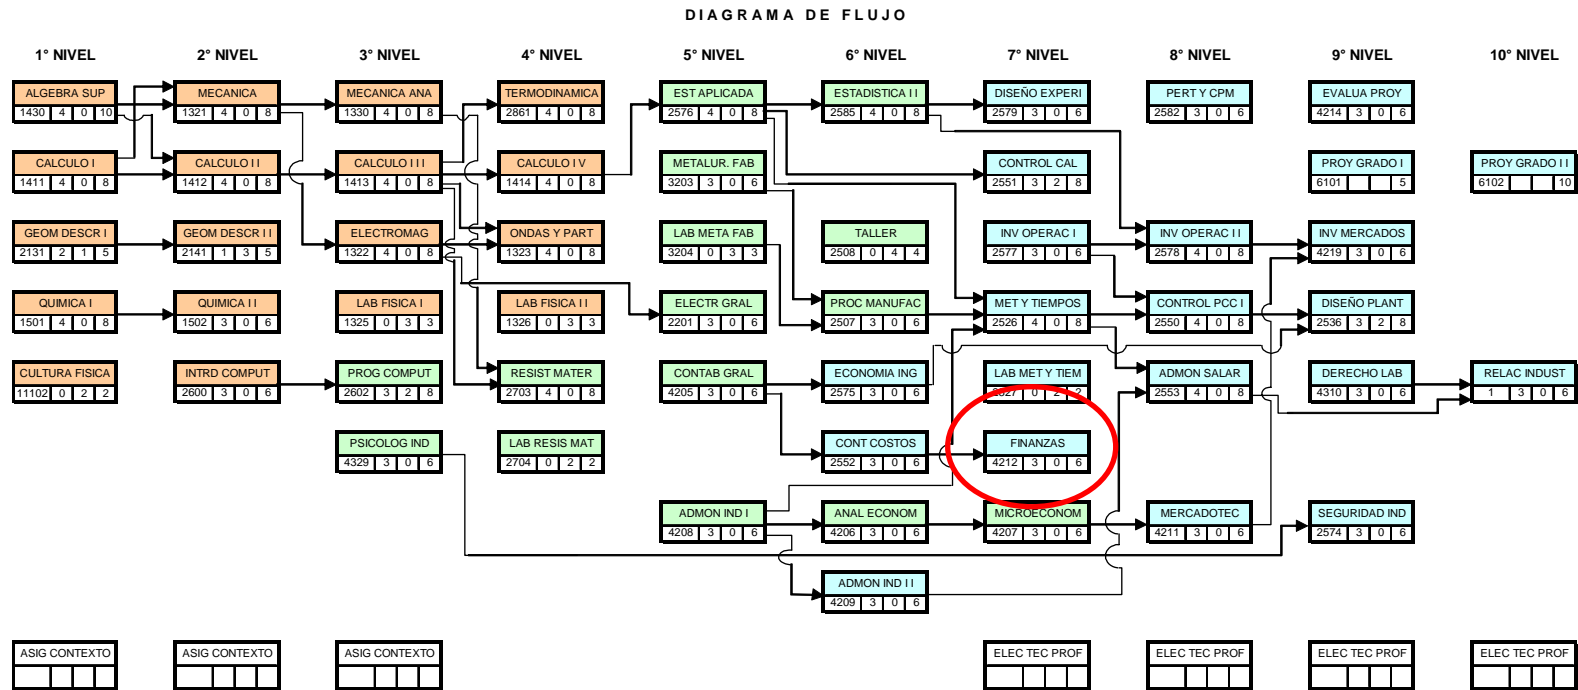 DIAGRAMA DE FLUJO
1° NIVEL 2° NIVEL 3° NIVEL 4° NIVEL 5° NIVEL 6° NIVEL 7° NIVEL 8° NIVEL 9° NIVEL 10° NIVEL
ALGEBRA SUP MECANICA MECANICA ANA TERMODINAMICA EST APLICADA ESTADISTICA I I DISEÑO EXPERI PERT Y CPM EVALUA PROY
1430 4 0 10 1321 4 0 8 1330 4 0 8 2861 4 0 8 2576 4 0 8 2585 4 0 8 2579 3 0 6 2582 3 0 6 4214 3 0 6
CALCULO I CALCULO I I CALCULO I I I CALCULO I V METALUR. FAB CONTROL CAL PROY GRADO I PROY GRADO I I
1411 4 0 8 1412 4 0 8 1413 4 0 8 1414 4 0 8 3203 3 0 6 2551 3 2 8 6101 5 6102 10
GEOM DESCR I GEOM DESCR I I ELECTROMAG ONDAS Y PART LAB META FAB TALLER INV OPERAC I INV OPERAC I I INV MERCADOS
2131 2 1 5 2141 1 3 5 1322 4 0 8 1323 4 0 8 3204 0 3 3 2508 0 4 4 2577 3 0 6 2578 4 0 8 4219 3 0 6
QUIMICA I QUIMICA I I LAB FISICA I LAB FISICA I I ELECTR GRAL PROC MANUFAC MET Y TIEMPOS CONTROL PCC I DISEÑO PLANT
1501 4 0 8 1502 3 0 6 1325 0 3 3 1326 0 3 3 2201 3 0 6 2507 3 0 6 2526 4 0 8 2550 4 0 8 2536 3 2 8
CULTURA FISICA INTRD COMPUT PROG COMPUT RESIST MATER CONTAB GRAL ECONOMIA ING LAB MET Y TIEM ADMON SALAR DERECHO LAB RELAC INDUST
11102 0 2 2 2600 3 0 6 2602 3 2 8 2703 4 0 8 4205 3 0 6 2575 3 0 6 2527 0 2 2 2553 4 0 8 4310 3 0 6 1 3 0 6
PSICOLOG IND LAB RESIS MAT CONT COSTOS FINANZAS
4329 3 0 6 2704 0 2 2 2552 3 0 6 4212 3 0 6
ADMON IND I ANAL ECONOM MICROECONOM MERCADOTEC SEGURIDAD IND
4208 3 0 6 4206 3 0 6 4207 3 0 6 4211 3 0 6 2574 3 0 6
ADMON IND I I
4209 3 0 6
ASIG CONTEXTO ASIG CONTEXTO ASIG CONTEXTO ELEC TEC PROF ELEC TEC PROF ELEC TEC PROF ELEC TEC PROF